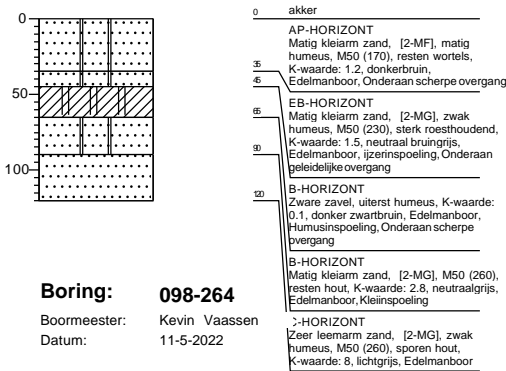 0
50
100
0
akker
35
45
65
90
120
AP-HORIZONT
Matig kleiarm zand, [2-MF], matig
humeus, M50 (170), resten wortels,
K-waarde: 1.2, donkerbruin,
Edelmanboor, Onderaan scherpe overgang
EB-HORIZONT
Matig kleiarm zand, [2-MG], zwak
humeus, M50 (230), sterk roesthoudend,
K-waarde: 1.5, neutraal bruingrijs,
Edelmanboor, ijzerinspoeling, Onderaan
geleidelijke overgang
B-HORIZONT
Zware zavel, uiterst humeus, K-waarde:
0.1, donker zwartbruin, Edelmanboor,
Humusinspoeling, Onderaan scherpe
overgang
B-HORIZONT
Matig kleiarm zand, [2-MG], M50 (260),
resten hout, K-waarde: 2.8, neutraalgrijs,
Edelmanboor, Kleiinspoeling
C-HORIZONT
Zeer leemarm zand, [2-MG], zwak
humeus, M50 (260), sporen hout,
K-waarde: 8, lichtgrijs, Edelmanboor
Boring: 098-264
Boormeester: Kevin Vaassen
Datum: 11-5-2022